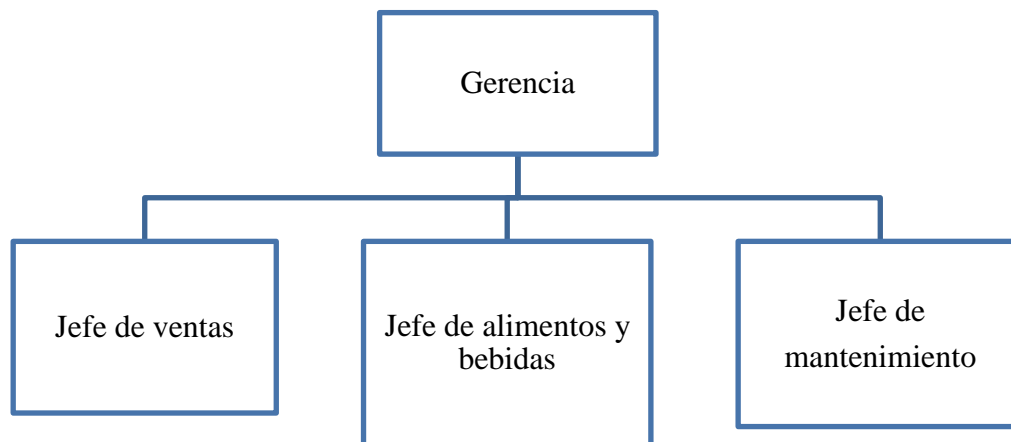 Gerencia
Jefe de ventas
Jefe de alimentos y
bebidas
Jefe de
mantenimiento